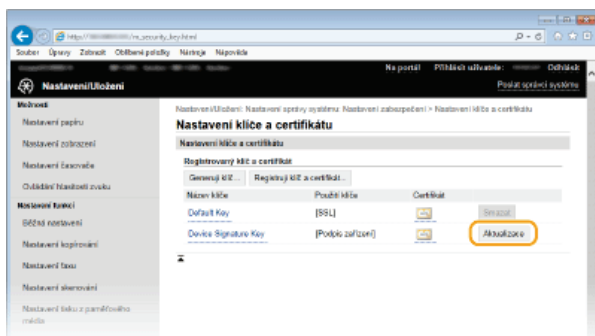 Soubor Úpravy Zobrazit Oblíbené položky Nástroje Nápověda
Na portál Přihlásit uživatele: Odhlásit
Nastavení/Uložení
Poslat správci systému
Možnosti
Nastavení/Uložení: Nastavení správy systému: Nastavení zabezpečení > Nastavení klíče a certifikátu
Nastavení papíru
Nastavení klíče a certifikátu
Nastavení zobrazení
Nastavení klíče a certifikátu
Nastavení časovače
Registrovaný klíč a certifikát
Ovládání hlasitosti zvuku
Generuj klíč... Registruj klíč a certifikát...
Název klíče Použití klíče Certifikát
Nastavení funkcí
Default Key [SSL] Smazat
Běžná nastavení
Device Signature Key [Podpis zařízení] Aktualizace
Nastavení kopírování
Nastavení faxu
Nastavení skenování
Nastavení tisku z paměťového
média